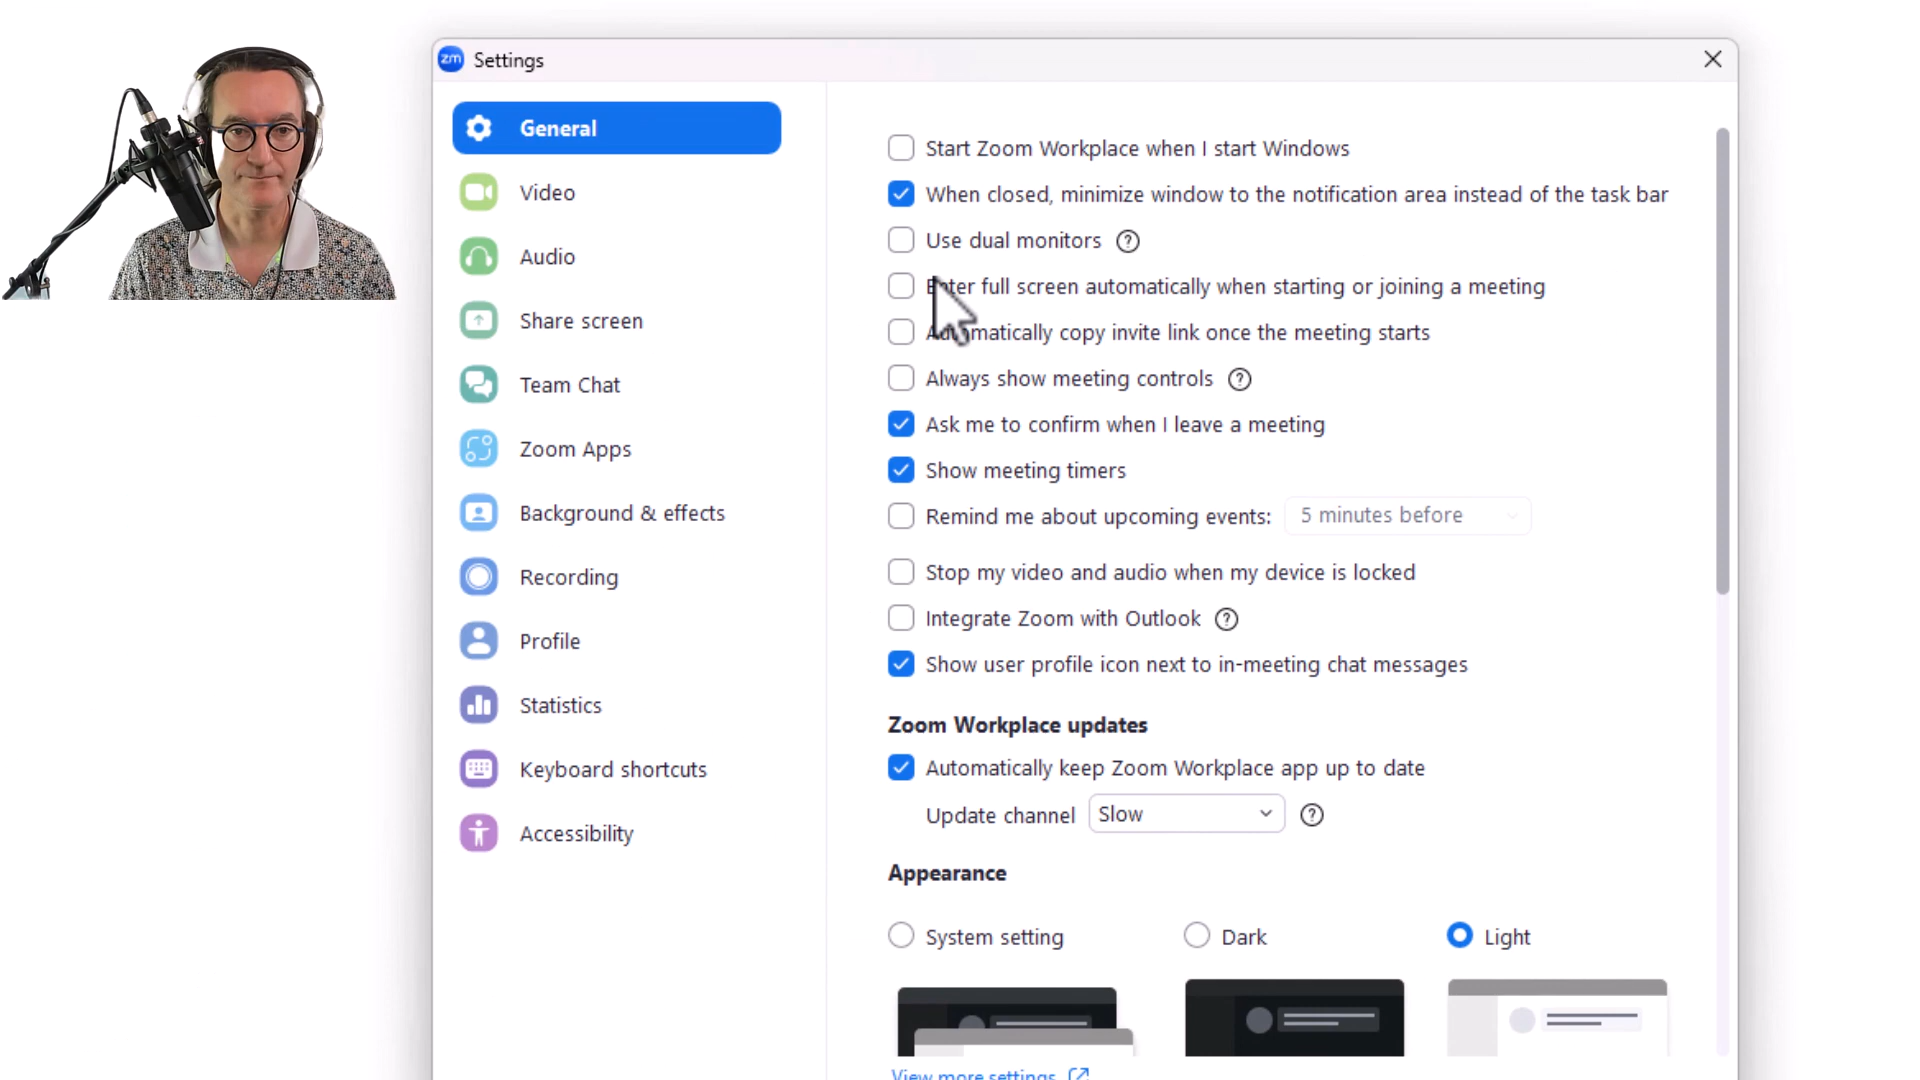 zm Settings
General
Video
Audio
Share screen
Team Chat
Zoom Apps
Background & effects
Recording
Profile
Statistics
Keyboard shortcuts
Accessibility
Start Zoom Workplace when I start Windows
When closed, minimize window to the notification area instead of the task bar
Use dual monitors ?
Enter full screen automatically when starting or joining a meeting
Automatically copy invite link once the meeting starts
Always show meeting controls ?
Ask me to confirm when I leave a meeting
Show meeting timers
Remind me about upcoming events: 5 minutes before
Stop my video and audio when my device is locked
Integrate Zoom with Outlook ?
Show user profile icon next to in-meeting chat messages
Zoom Workplace updates
Automatically keep Zoom Workplace app up to date
Update channel Slow ?
Appearance
System setting Dark Light
View more settings